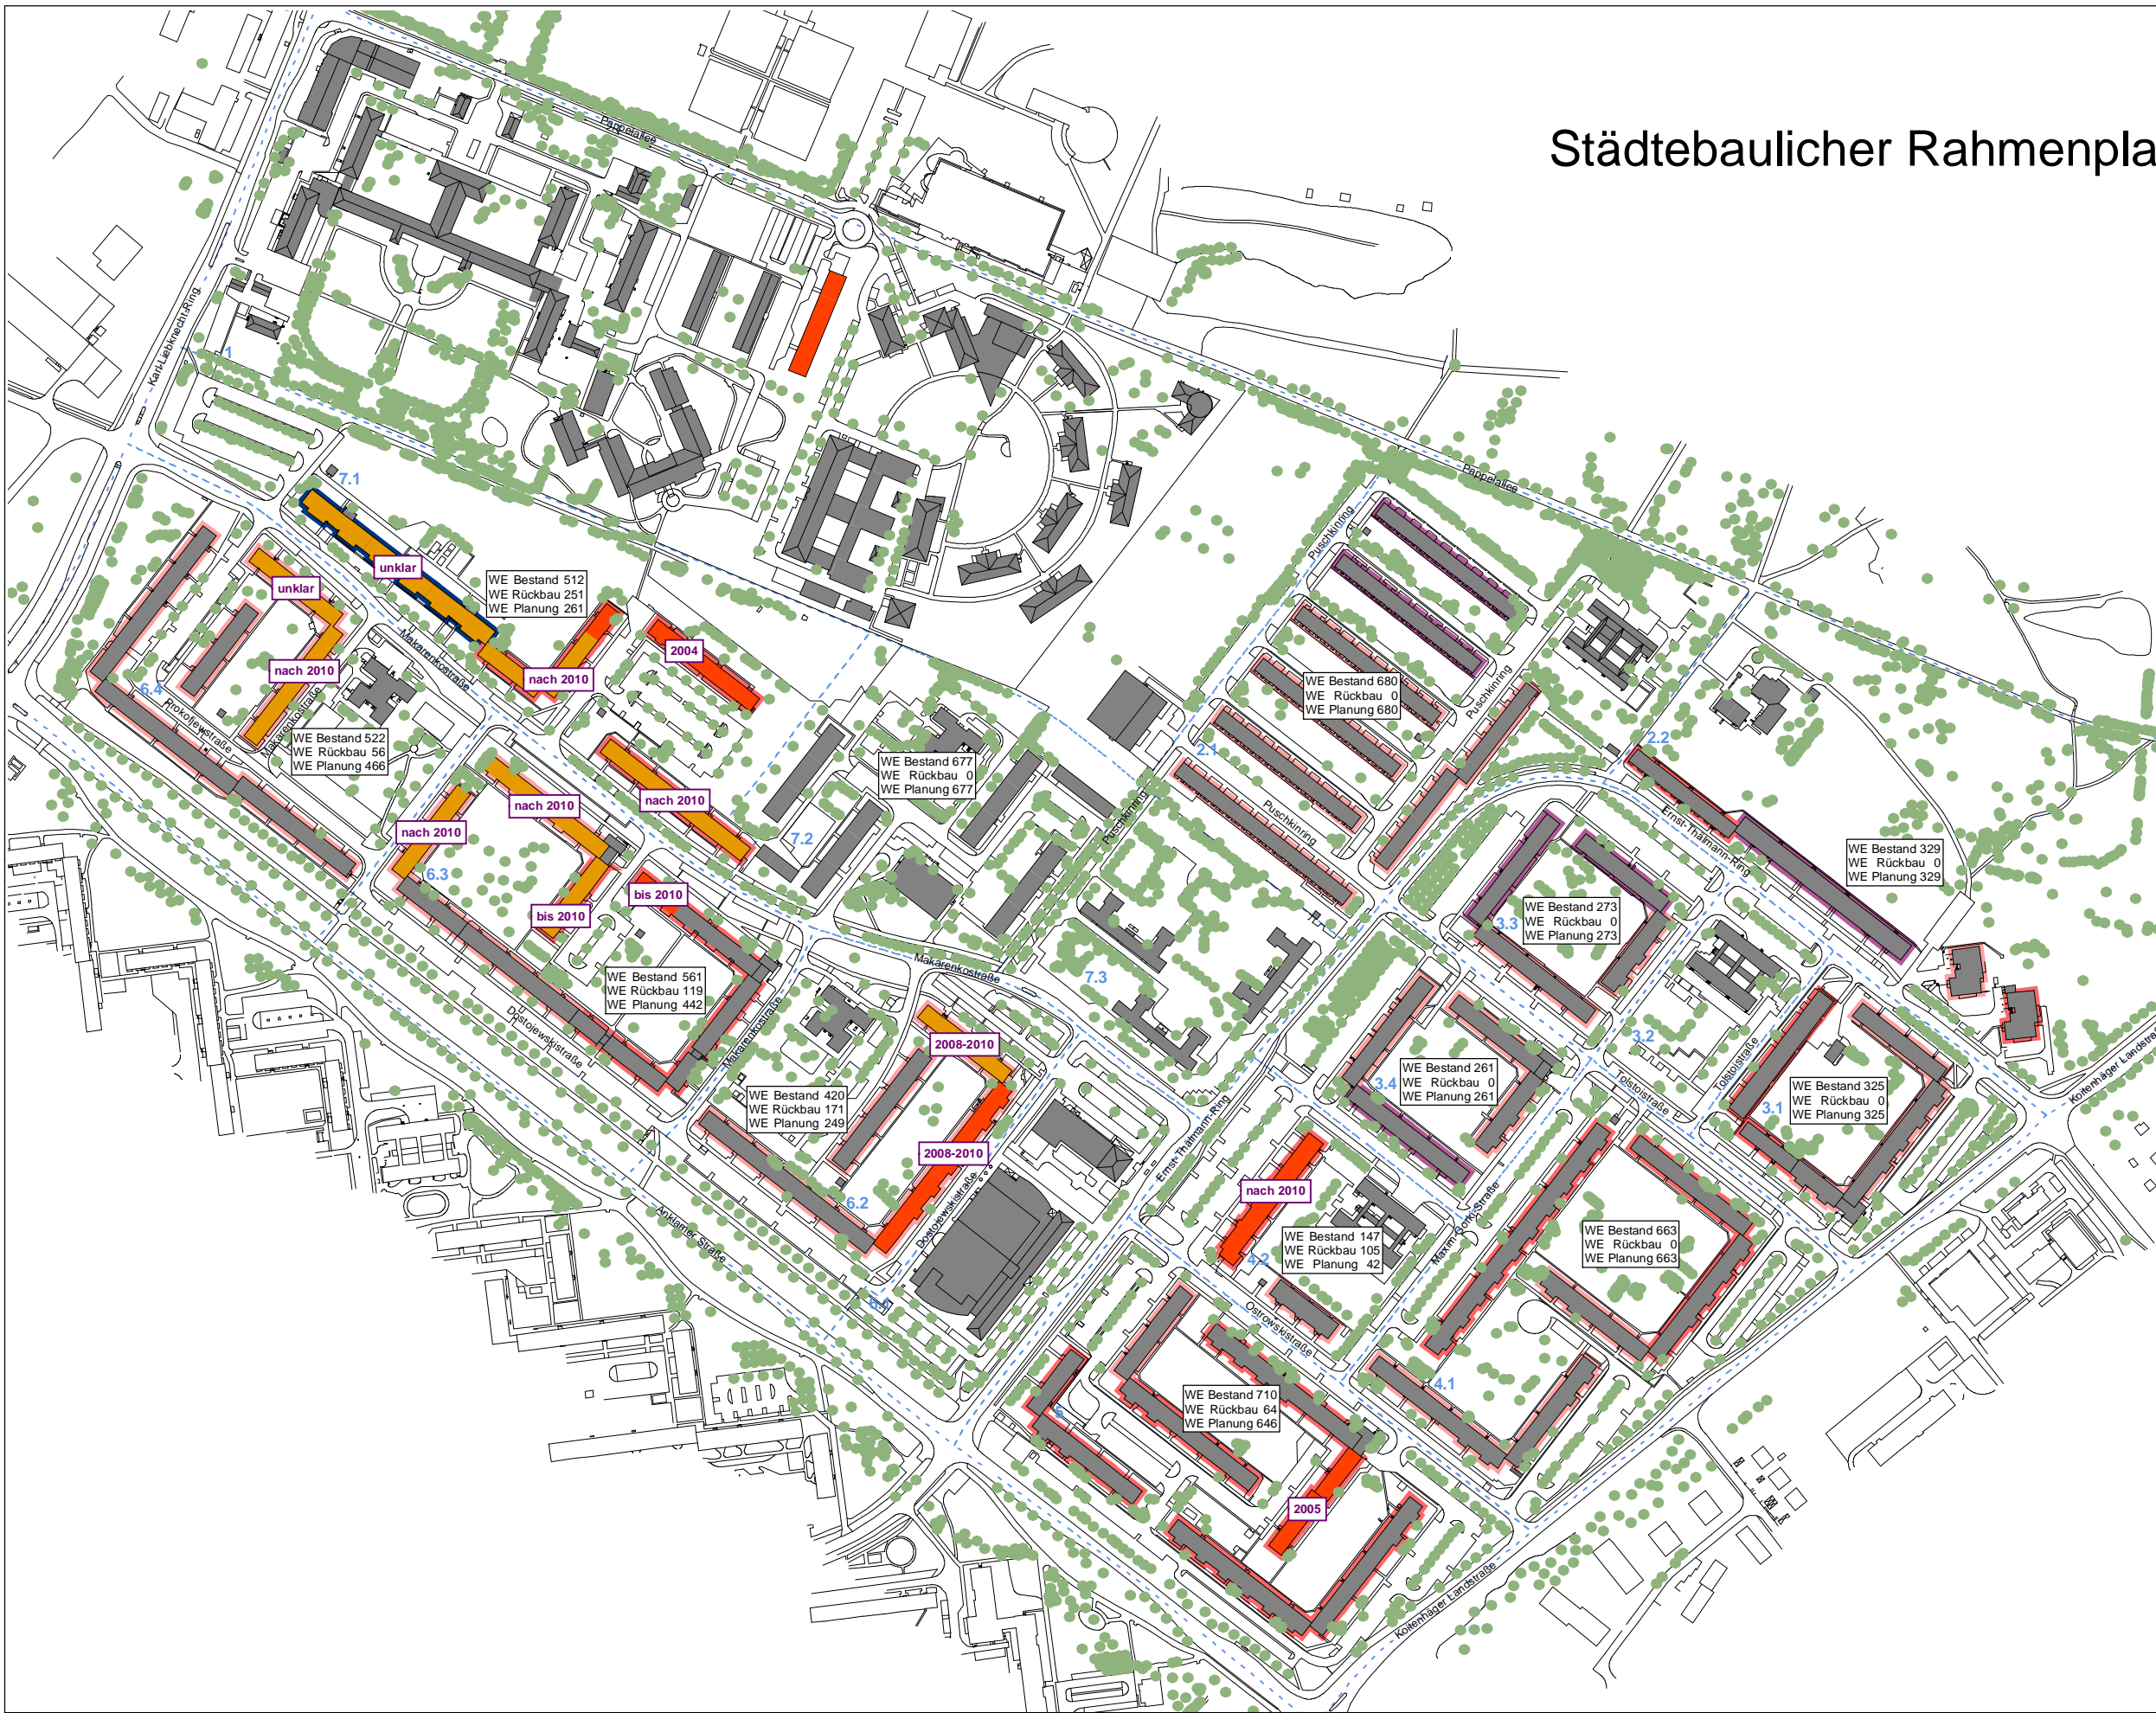 Städtebaulicher Rahmenpla
Pappelallee
Karl-Liebknecht-Ring
1
7.1
unklar
unklar
WE Bestand 512
WE Rückbau 251
WE Planung 261
2004
nach 2010
nach 2010
Makarenkostraße
6.4
Prokofjewstraße
Makarenkostraße
WE Bestand 522
WE Rückbau 56
WE Planung 466
nach 2010
nach 2010
nach 2010
6.3
bis 2010
bis 2010
WE Bestand 561
WE Rückbau 119
WE Planung 442
Dostojewskistraße
Makarenkostraße
WE Bestand 677
WE Rückbau 0
WE Planung 677
7.2
Puschkinring
Makarenkostraße
7.3
2008-2010
WE Bestand 420
WE Rückbau 171
WE Planung 249
2008-2010
6.2
Dostojewskistraße
Anklamer Straße
6.1
Puschkinring
Pappelallee
WE Bestand 680
WE Rückbau 0
WE Planung 680
Puschkinring
2.1
Puschkinring
2.2
Ernst-Thälmann-Ring
WE Bestand 329
WE Rückbau 0
WE Planung 329
WE Bestand 273
WE Rückbau 0
WE Planung 273
3.3
3.2
Tolstoistraße
Tolstoistraße
WE Bestand 261
WE Rückbau 0
WE Planung 261
3.4
WE Bestand 325
WE Rückbau 0
WE Planung 325
3.1
Koitenhäger Landstre
Ernst-Thälmann-Ring
nach 2010
WE Bestand 147
WE Rückbau 105
WE Planung 42
4.2
Maxim-Gorki-Straße
WE Bestand 663
WE Rückbau 0
WE Planung 663
Ostrowskistraße
4.1
WE Bestand 710
WE Rückbau 64
WE Planung 646
5
2005
Koitenhäger Landstraße